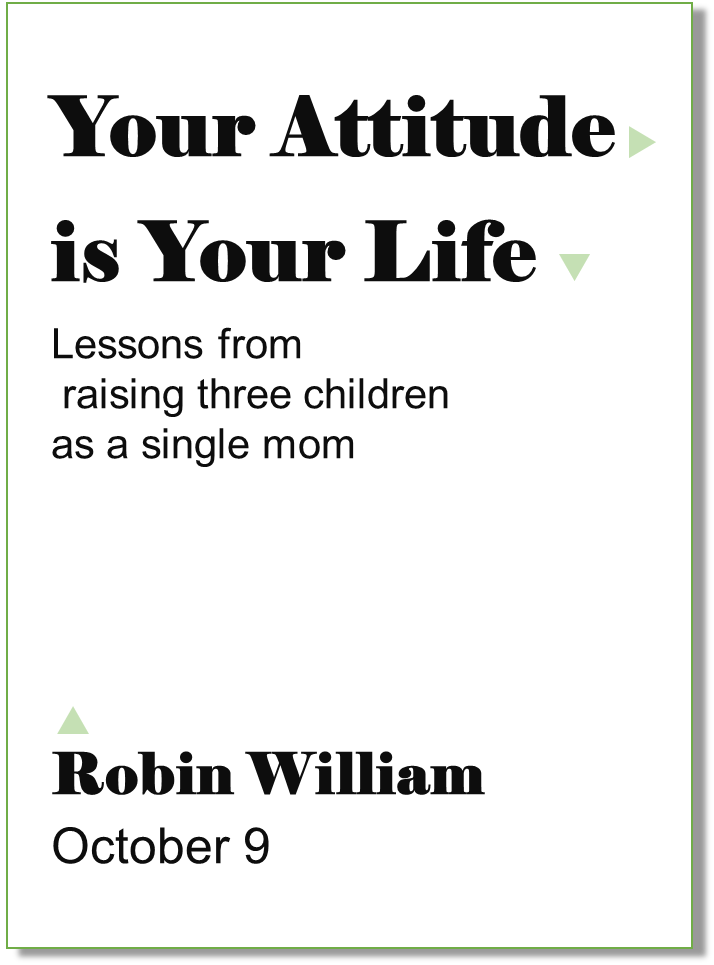 Your Attitude
is Your Life
Lessons from
raising three children
as a single mom
Robin William
October 9